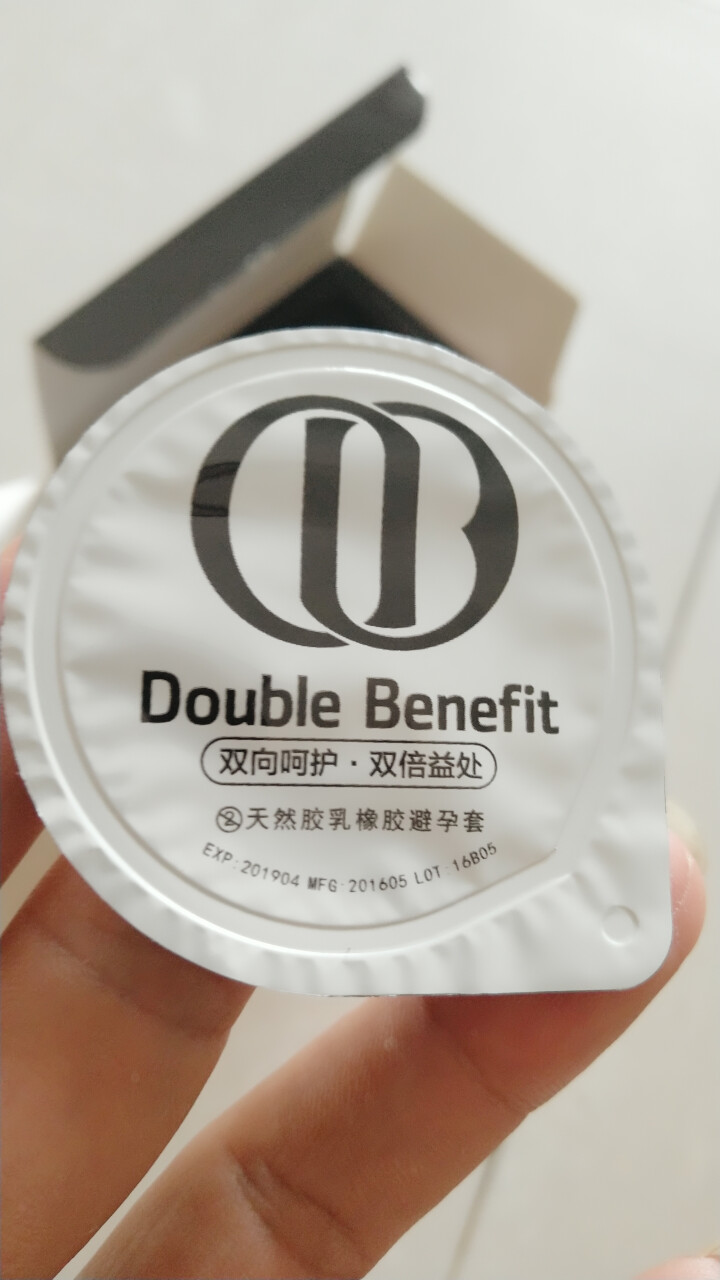 Double Benefit
双向呵护·双倍益处
天然胶乳橡胶避孕套
EXP:201904 MFG·201605 LOT:16B05